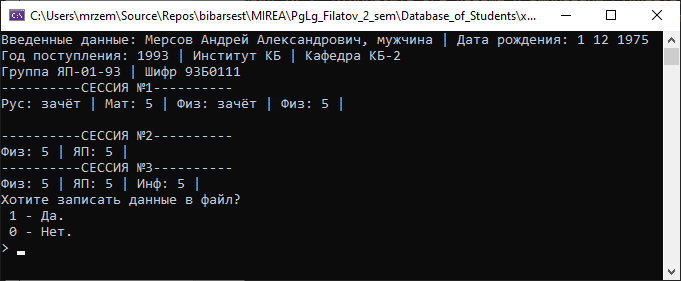 C:\Users\mrzem\Source\Repos\bibarsest\MIREA\PgLg_Filatov_2_sem\Database_of_Students\x...
Введенные данные: Мерсов Андрей Александрович, мужчина | Дата рождения: 1 12 1975
Год поступления: 1993 | Институт КБ | Кафедра КБ-2
Группа ЯП-01-93 | Шифр 93Б0111
----------СЕССИЯ №1----------
Рус: зачёт | Мат: 5 | Физ: зачёт | Физ: 5 |
----------СЕССИЯ №2----------
Физ: 5 | ЯП: 5 |
----------СЕССИЯ №3----------
Физ: 5 | ЯП: 5 | Инф: 5 |
Хотите записать данные в файл?
1 - Да.
0 - Нет.
>